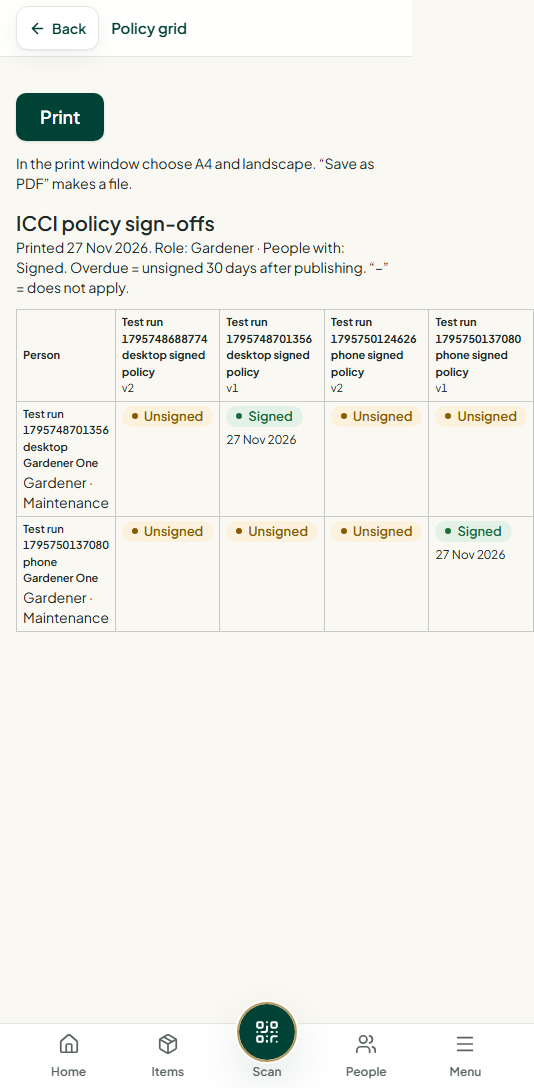 Back Policy grid
Print
In the print window choose A4 and landscape. “Save as
PDF” makes a file.
ICCI policy sign-offs
Printed 27 Nov 2026. Role: Gardener · People with:
Signed. Overdue = unsigned 30 days after publishing. “–”
= does not apply.
Person
Test run
1795748688774
desktop signed
policy
v2
Test run
1795748701356
desktop signed
policy
v1
Test run
1795750124626
phone signed
policy
v2
Test run
1795750137080
phone signed
policy
v1
Test run
1795748701356
desktop
Gardener One
Gardener ·
Maintenance
Unsigned
Signed
27 Nov 2026
Unsigned
Unsigned
Test run
1795750137080
phone
Gardener One
Gardener ·
Maintenance
Unsigned
Unsigned
Unsigned
Signed
27 Nov 2026
Home Items Scan People Menu